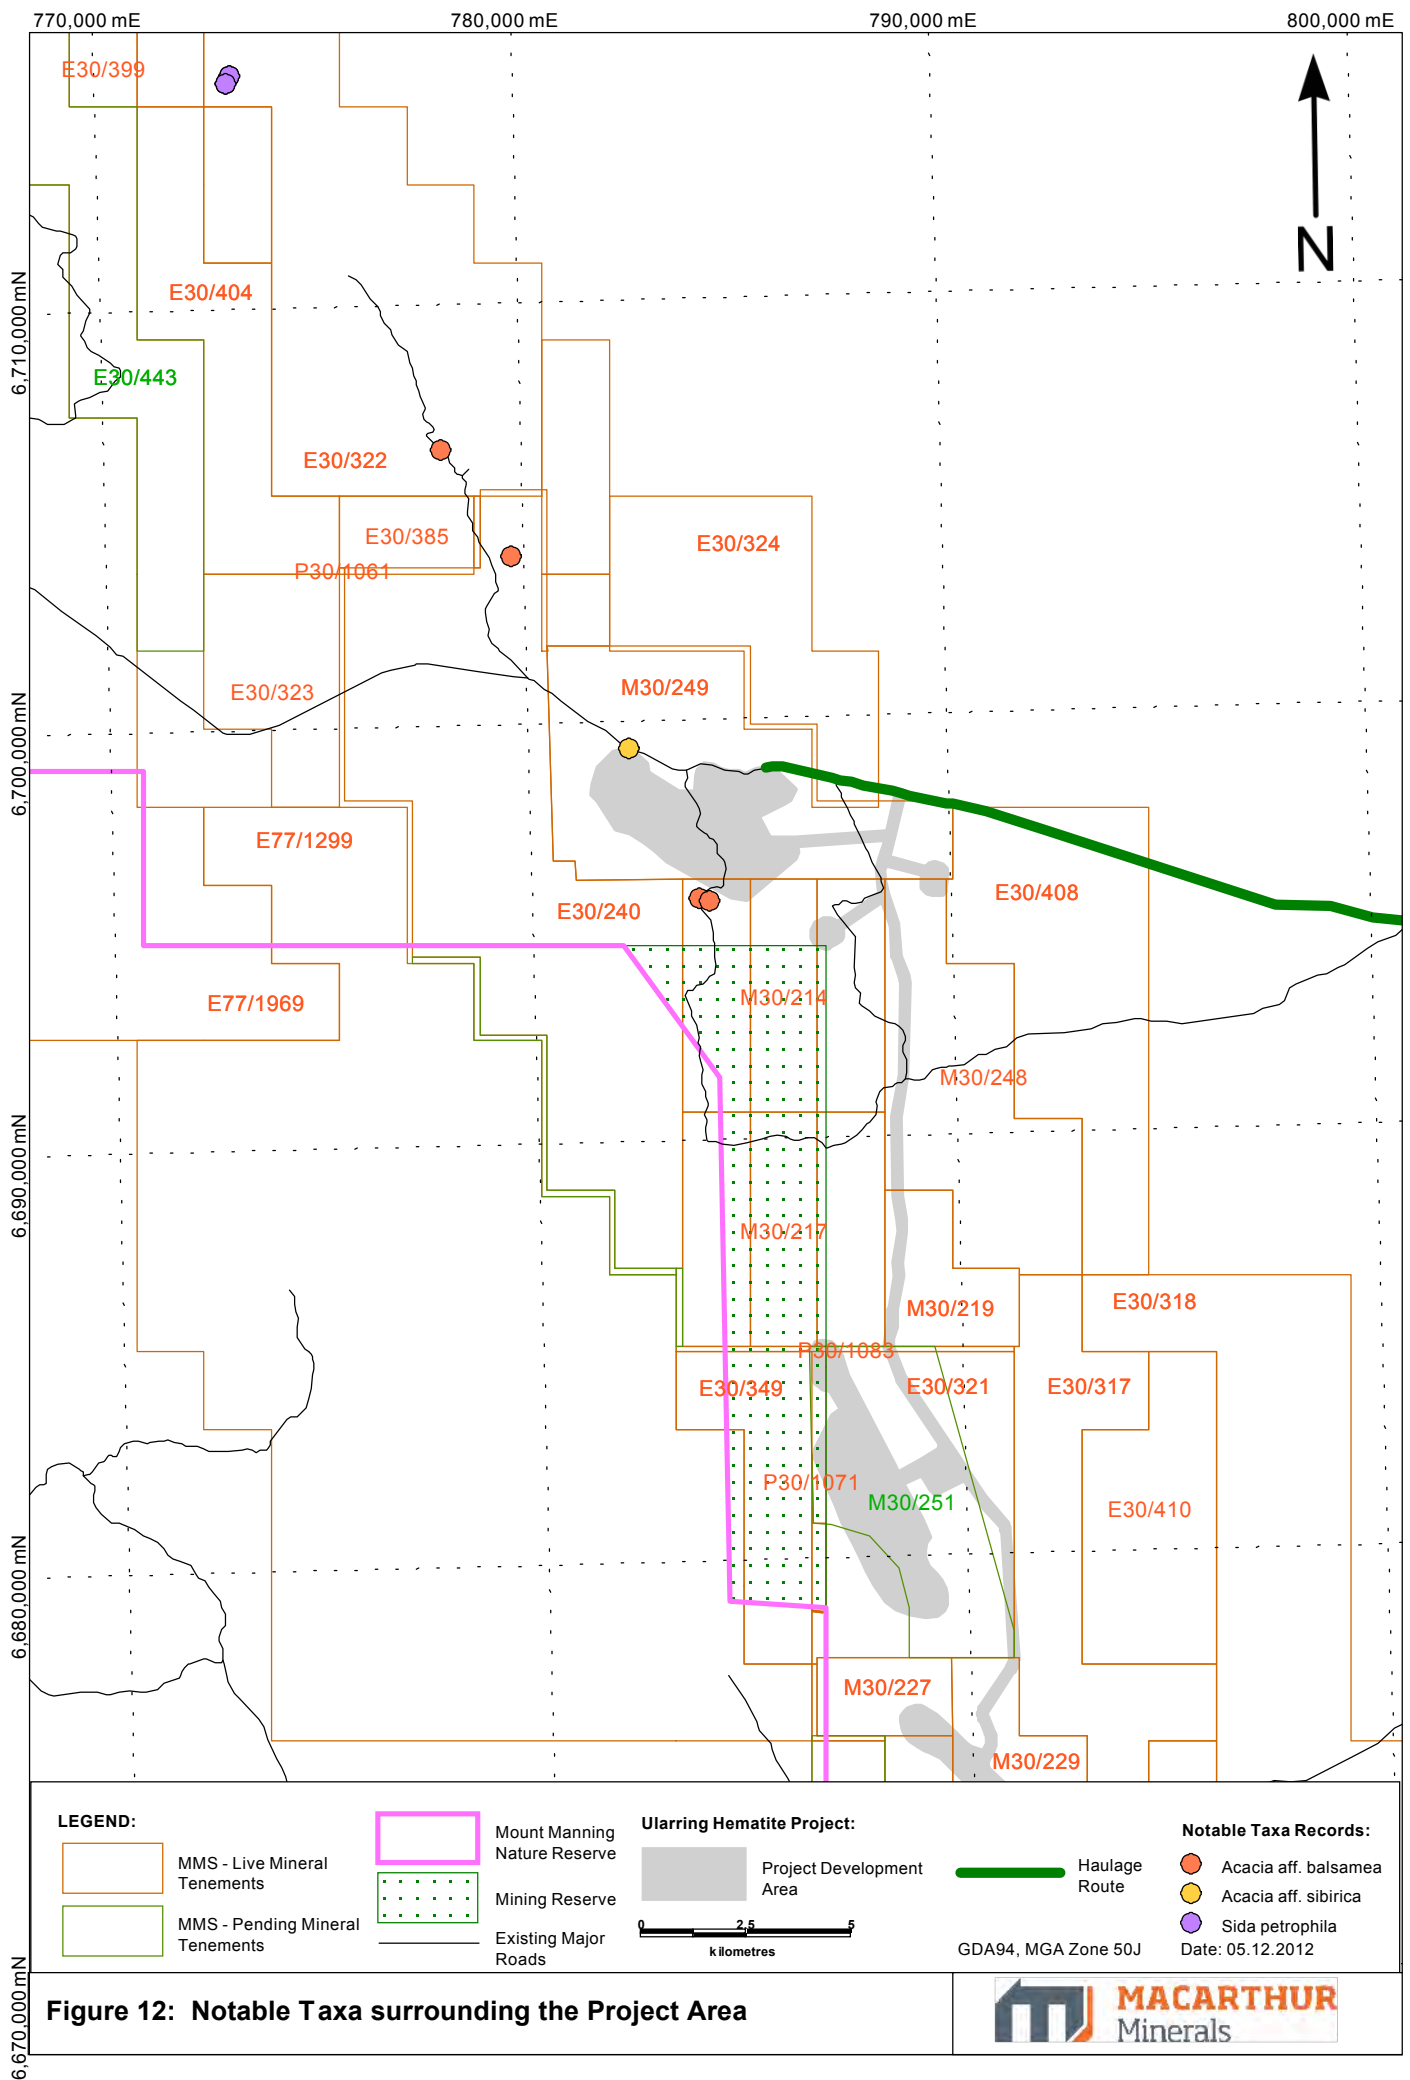 770,000 mE
780,000 mE
790,000 mE
800,000 mE
E30/399
N
E30/404
6,710,000 mN
E30/443
E30/322
E30/385
E30/324
P30/1061
M30/249
E30/323
6,700,000 mN
E77/1299
E30/408
E30/240
M30/214
E77/1969
M30/248
6,690,000 mN
M30/217
M30/219
E30/318
P30/1083
E30/349
E30/321
E30/317
P30/1071
M30/251
E30/410
6,680,000 mN
M30/227
M30/229
LEGEND:
MMS - Live Mineral
Tenements
MMS - Pending Mineral
Tenements
Mount Manning
Nature Reserve
Mining Reserve
Existing Major
Roads
Ularring Hematite Project:
Project Development
Area
0 2.5 5
kilometres
Haulage
Route
GDA94, MGA Zone 50J
Notable Taxa Records:
Acacia aff. balsamea
Acacia aff. sibirica
Sida petrophila
Date: 05.12.2012
6,670,000 mN
Figure 12: Notable Taxa surrounding the Project Area
MACARTHUR
Minerals